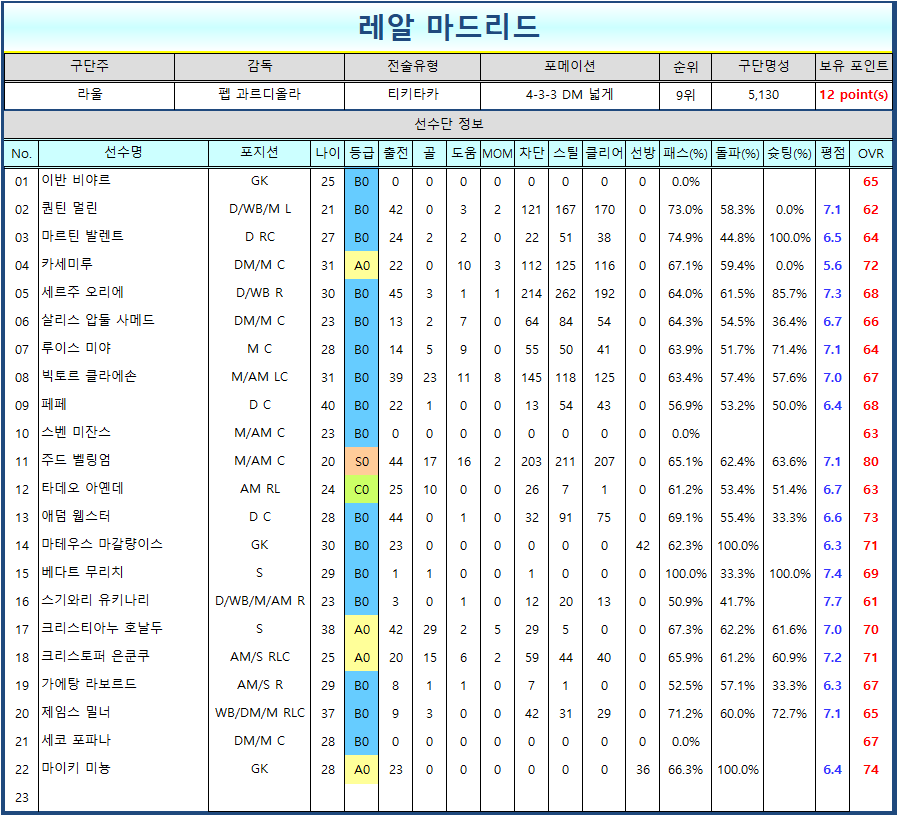 레알 마드리드
구단주 감독 전술유형 포메이션 순위 구단명성 보유 포인트
라울 펩 과르디올라 티키타카 4-3-3 DM 넓게 9위 5,130 12 point(s)
선수단 정보
No. 선수명 포지션 나이 등급 출전 골 도움 MOM 차단 스틸 클리어 선방 패스(%) 돌파(%) 슛팅(%) 평점 OVR
01 이반 비야르 GK 25 B0 0 0 0 0 0 0 0 0 0.0% 65
02 퀀틴 멀린 D/WB/M L 21 B0 42 0 3 2 121 167 170 0 73.0% 58.3% 0.0% 7.1 62
03 마르틴 발렌트 D RC 27 B0 24 2 2 0 22 51 38 0 74.9% 44.8% 100.0% 6.5 64
04 카세미루 DM/M C 31 A0 22 0 10 3 112 125 116 0 67.1% 59.4% 0.0% 5.6 72
05 세르주 오리에 D/WB R 30 B0 45 3 1 1 214 262 192 0 64.0% 61.5% 85.7% 7.3 68
06 살리스 압둘 사메드 DM/M C 23 B0 13 2 7 0 64 84 54 0 64.3% 54.5% 36.4% 6.7 66
07 루이스 미야 M C 28 B0 14 5 9 0 55 50 41 0 63.9% 51.7% 71.4% 7.1 64
08 빅토르 클라에손 M/AM LC 31 B0 39 23 11 8 145 118 125 0 63.4% 57.4% 57.6% 7.0 67
09 페페 D C 40 B0 22 1 0 0 13 54 43 0 56.9% 53.2% 50.0% 6.4 68
10 스벤 미잔스 M/AM C 23 B0 0 0 0 0 0 0 0 0 0.0% 63
11 주드 벨링엄 M/AM C 20 S0 44 17 16 2 203 211 207 0 65.1% 62.4% 63.6% 7.1 80
12 타데오 아옌데 AM RL 24 C0 25 10 0 0 26 7 1 0 61.2% 53.4% 51.4% 6.7 63
13 애덤 웹스터 D C 28 B0 44 0 1 0 32 91 75 0 69.1% 55.4% 33.3% 6.6 73
14 마테우스 마갈량이스 GK 30 B0 23 0 0 0 0 0 0 42 62.3% 100.0% 6.3 71
15 베다트 무리치 S 29 B0 1 1 0 0 1 0 0 0 100.0% 33.3% 100.0% 7.4 69
16 스기와리 유키나리 D/WB/M/AM R 23 B0 3 0 1 0 12 20 13 0 50.9% 41.7% 7.7 61
17 크리스티아누 호날두 S 38 A0 42 29 2 5 29 5 0 0 67.3% 62.2% 61.6% 7.0 70
18 크리스토퍼 은쿤쿠 AM/S RLC 25 A0 20 15 6 2 59 44 40 0 65.9% 61.2% 60.9% 7.2 71
19 가에탕 라보르드 AM/S R 29 B0 8 1 1 0 7 1 0 0 52.5% 57.1% 33.3% 6.3 67
20 제임스 밀너 WB/DM/M RLC 37 B0 9 3 0 0 42 31 29 0 71.2% 60.0% 72.7% 7.1 65
21 세코 포파나 DM/M C 28 B0 0 0 0 0 0 0 0 0 0.0% 67
22 마이키 미뇽 GK 28 A0 23 0 0 0 0 0 0 36 66.3% 100.0% 6.4 74
23